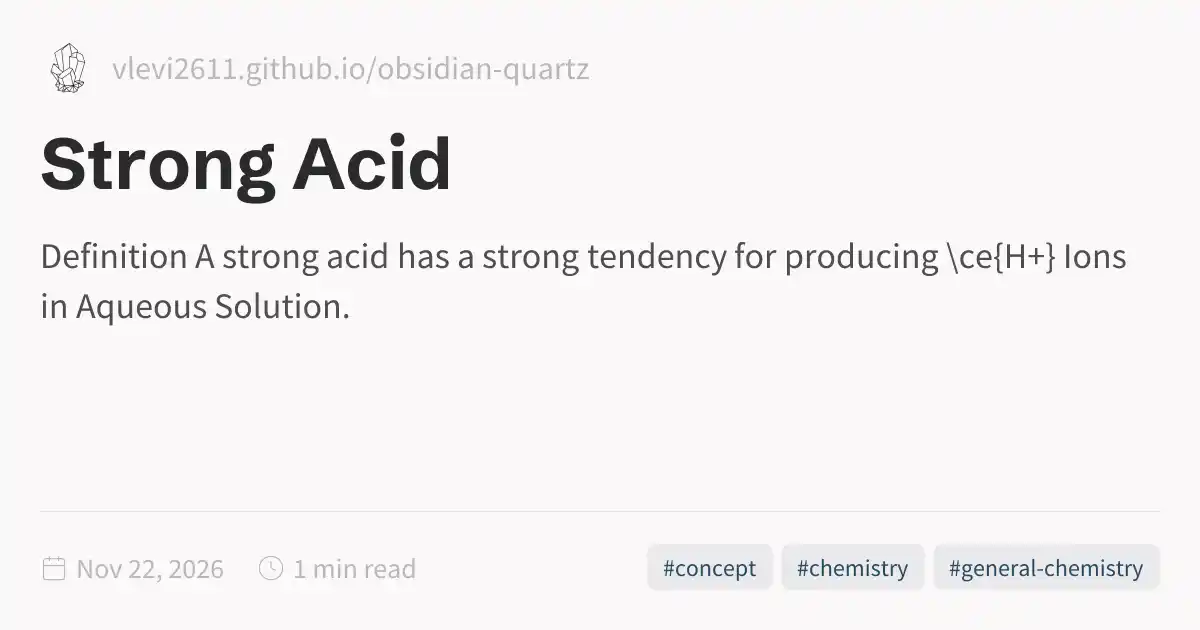 vlevi2611.github.io/obsidian-quartz
Strong Acid
Definition A strong acid has a strong tendency for producing \ce{H+} Ions
in Aqueous Solution.
Nov 22, 2026 1 min read #concept #chemistry #general-chemistry